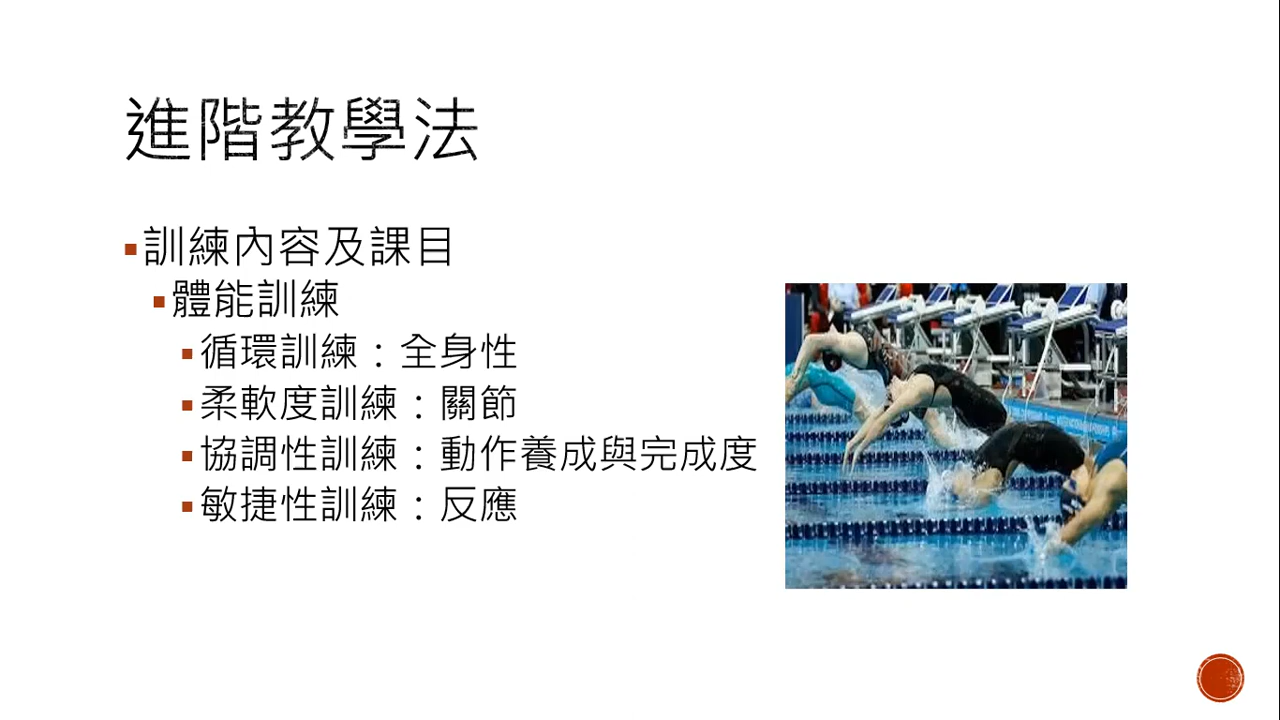 進階教學法
訓練內容及課目
體能訓練
循環訓練：全身性
柔軟度訓練：關節
協調性訓練：動作養成與完成度
敏捷性訓練：反應